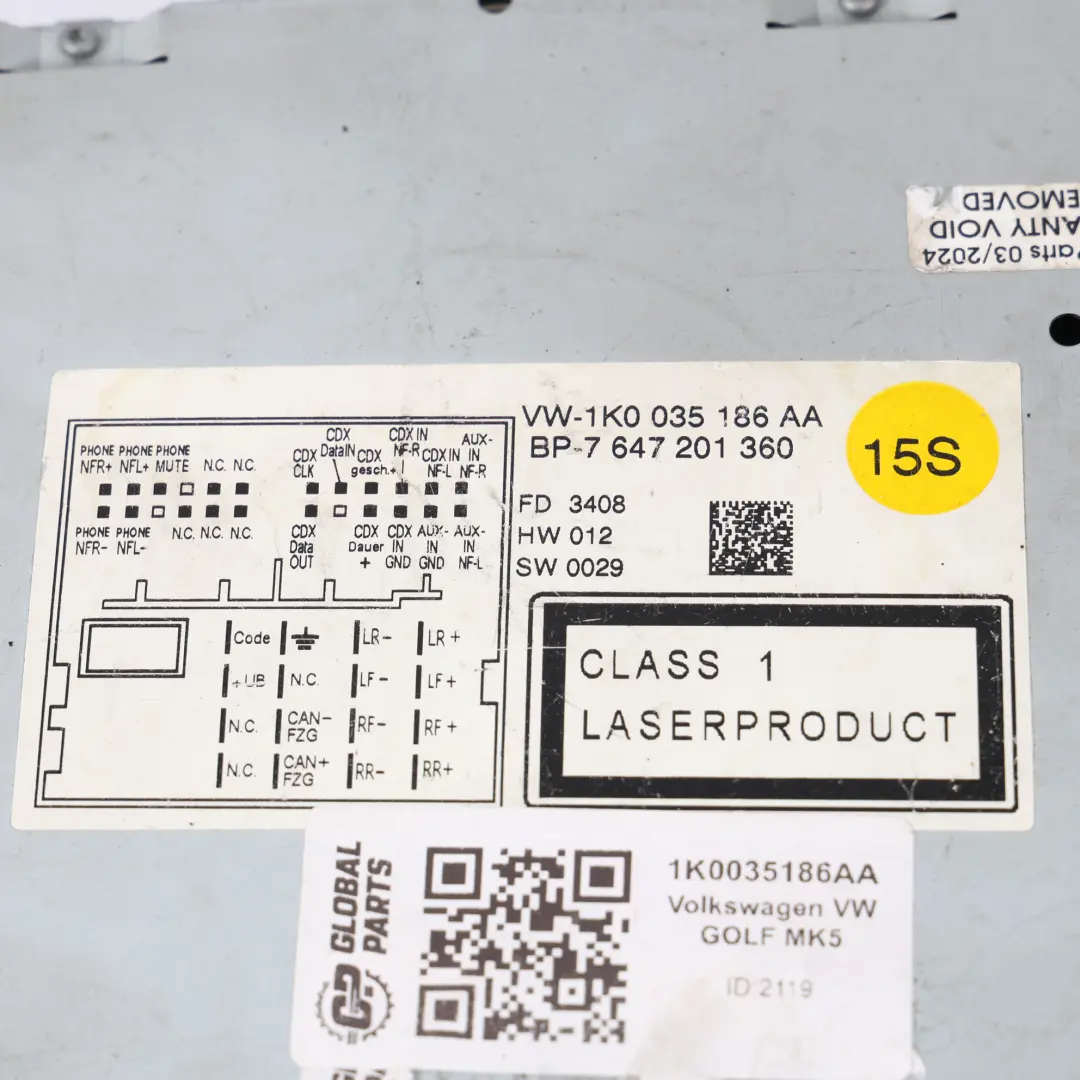 EMOVED
ANTY VOID
Parts 03/2024
VW-1K0 035 186 AA
BP-7 647 201 360
15S
FD 3408
HW 012
SW 0029
PHONE PHONE PHONE
NFR+ NFL+ MUTE N.C. N.C.
CDX CLK
CDX DataIN
gesch.+
CDX IN NF-R
CDX IN NF-L
AUX-IN NF-R
PHONE PHONE
NFR- NFL- N.C. N.C. N.C.
CDX Data OUT
CDX Dauer +
CDX IN GND
AUX-IN GND
AUX-IN NF-L
Code LR- LR+
+UB N.C. LF- LF+
N.C. CAN- FZG RF- RF+
N.C. CAN+ FZG RR- RR+
CLASS 1
LASERPRODUCT
GLOBAL
PARTS
1K0035186AA
Volkswagen VW
GOLF MK5
ID:2119